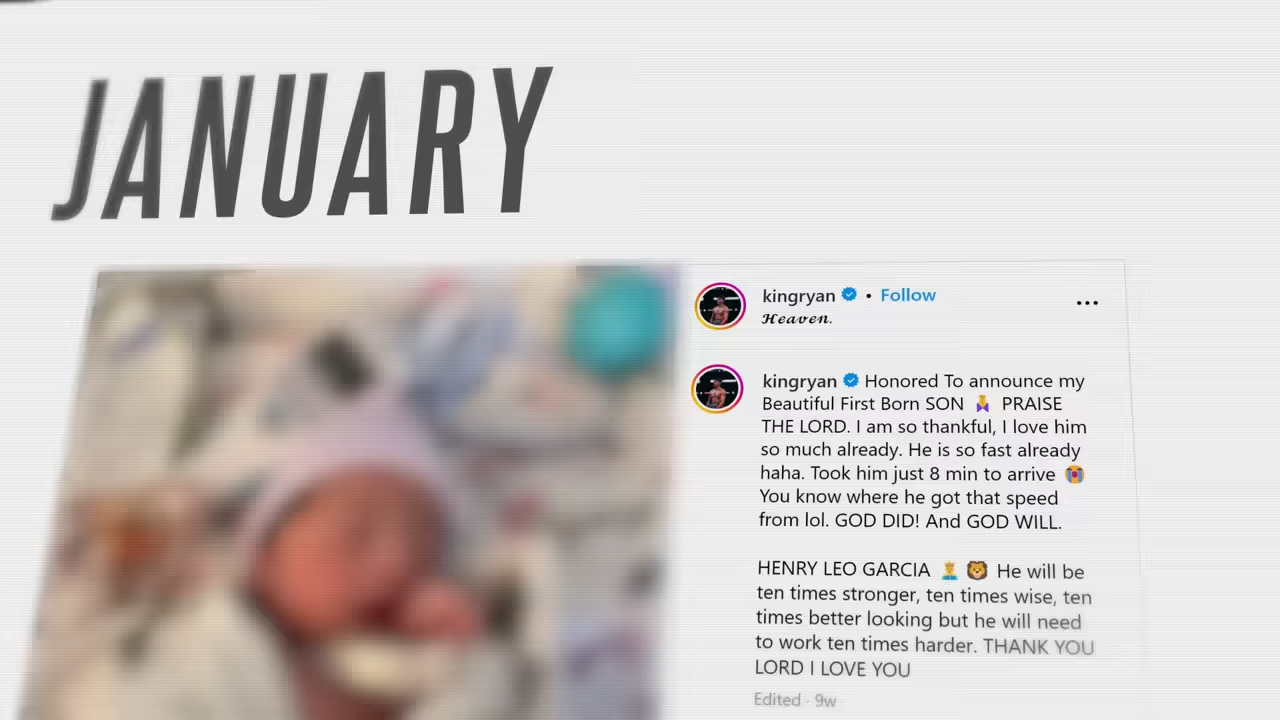 JANUARY
kingryan • Follow
Heaven.
kingryan Honored To announce my
Beautiful First Born SON 🤱 PRAISE
THE LORD. I am so thankful, I love him
so much already. He is so fast already
haha. Took him just 8 min to arrive 😭
You know where he got that speed
from lol. GOD DID! And GOD WILL.
HENRY LEO GARCIA 🤴 🦁 He will be
ten times stronger, ten times wise, ten
times better looking but he will need
to work ten times harder. THANK YOU
LORD I LOVE YOU
Edited · 9w